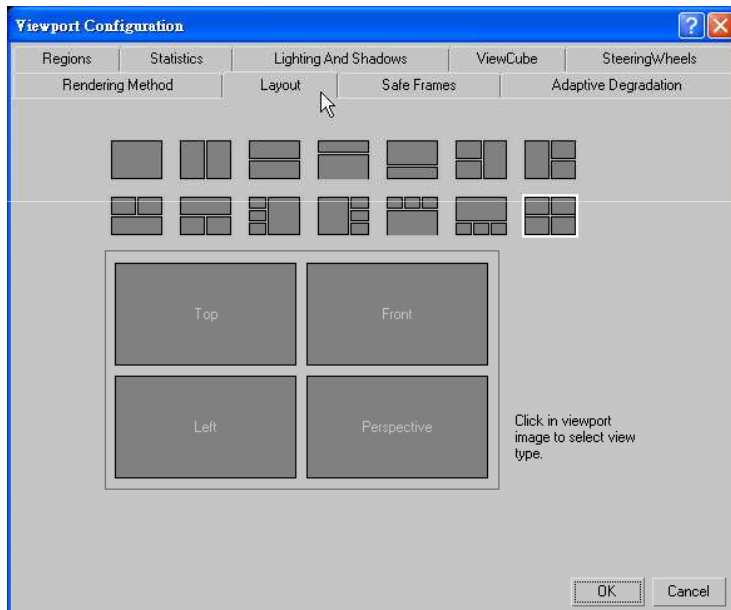 Viewport Configuration
Regions Statistics Lighting And Shadows ViewCube SteeringWheels
Rendering Method Layout Safe Frames Adaptive Degradation
Top Front
Left Perspective
Click in viewport
image to select view
type.
OK Cancel